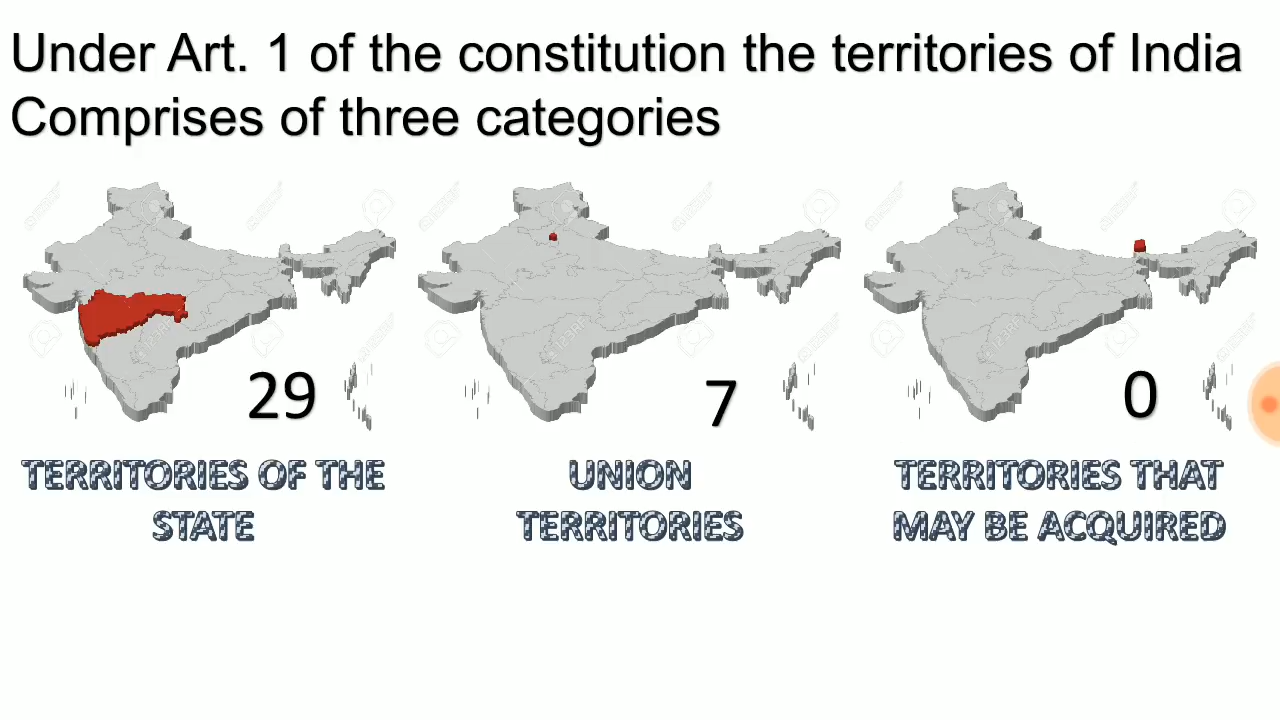 Under Art. 1 of the constitution the territories of India
Comprises of three categories
29
7
0
TERRITORIES OF THE
STATE
UNION
TERRITORIES
TERRITORIES THAT
MAY BE ACQUIRED